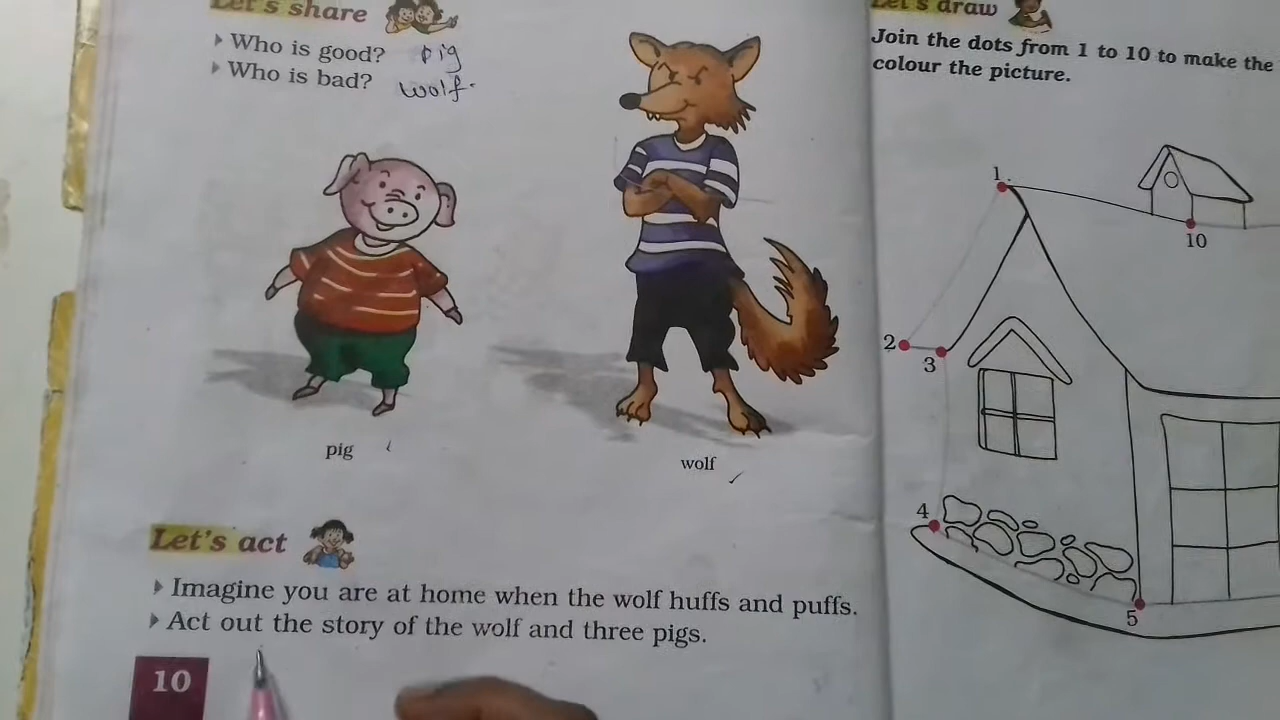 Let's share
Who is good? pig
Who is bad? wolf
pig
wolf
Let's act
Imagine you are at home when the wolf huffs and puffs.
Act out the story of the wolf and three pigs.
10
Let's draw
Join the dots from 1 to 10 to make the
colour the picture.
1.
10
2
3
4
5